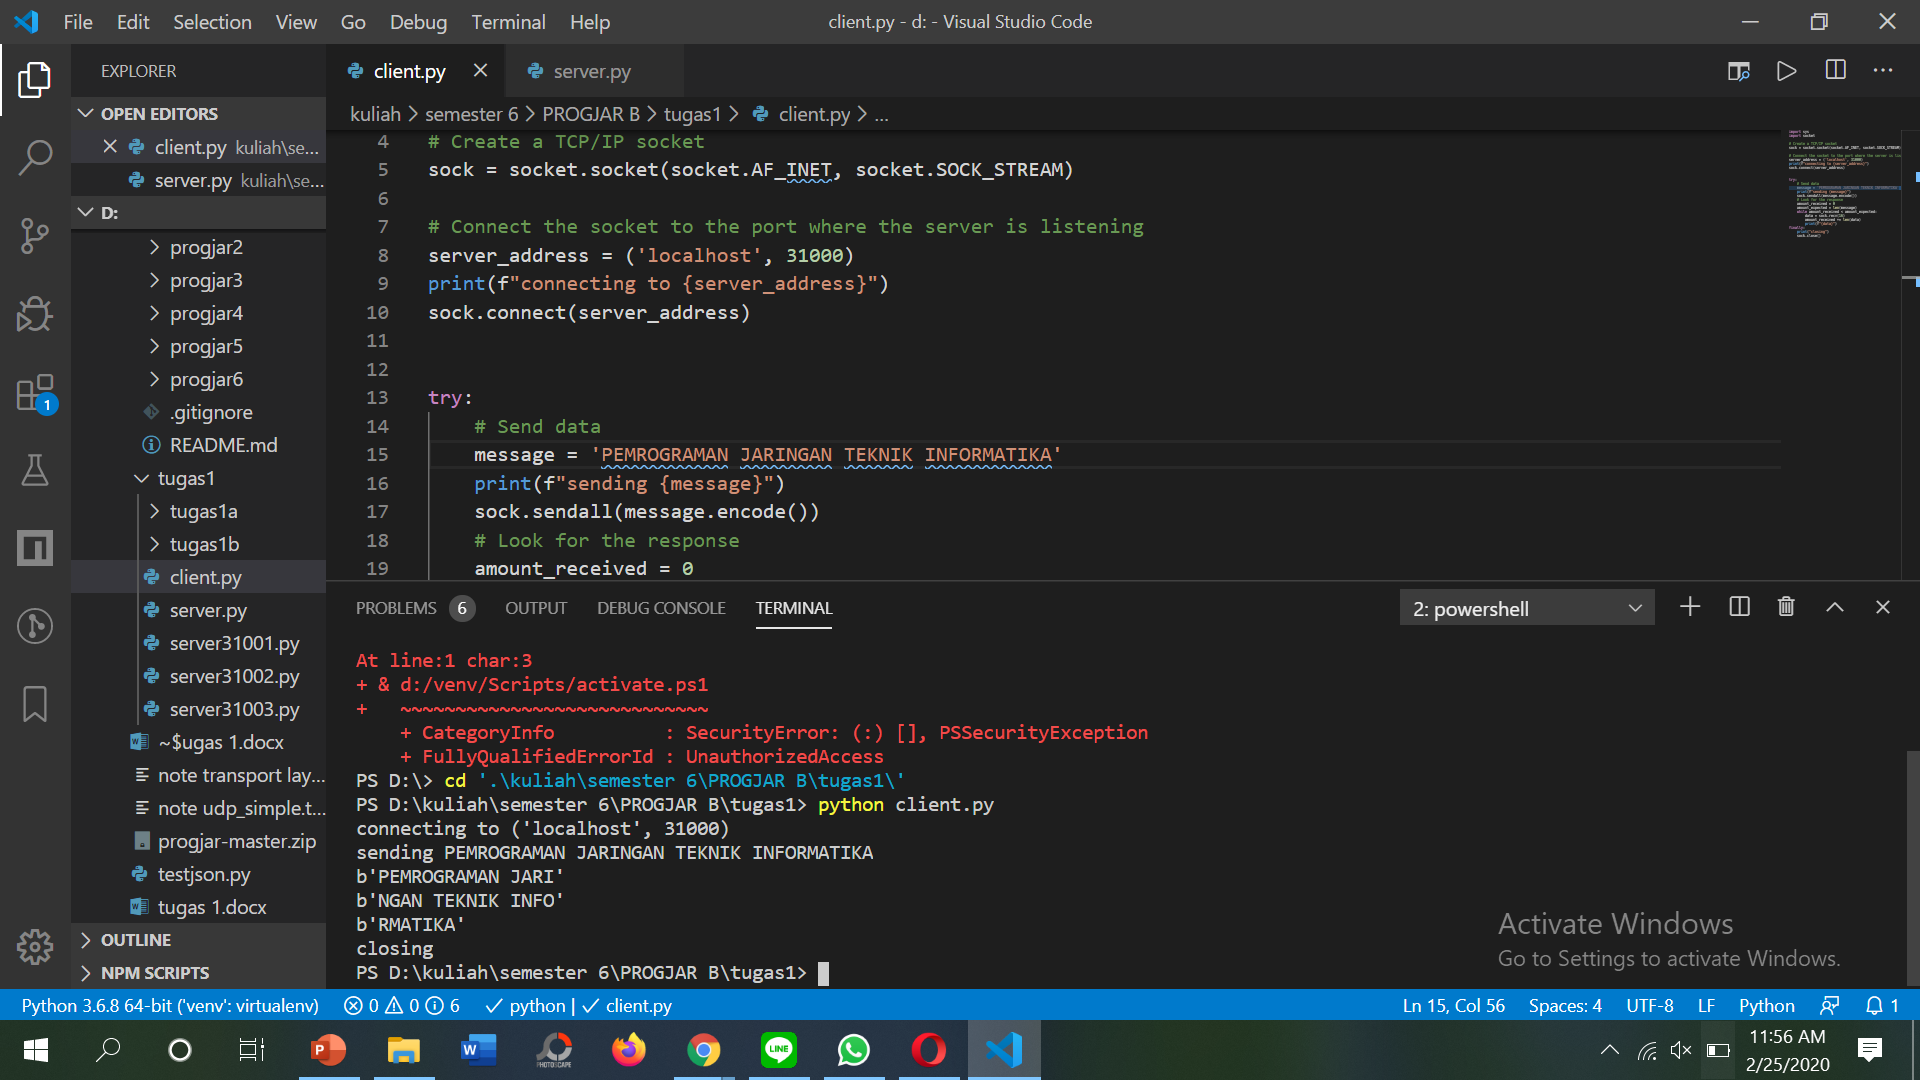 File Edit Selection View Go Debug Terminal Help
client.py - d: - Visual Studio Code
EXPLORER
OPEN EDITORS
client.py kuliah\se...
server.py kuliah\se...
D:
progjar2
progjar3
progjar4
progjar5
progjar6
.gitignore
README.md
tugas1
tugas1a
tugas1b
client.py
server.py
server31001.py
server31002.py
server31003.py
~$ugas 1.docx
note transport lay...
note udp_simple.t...
progjar-master.zip
testjson.py
tugas 1.docx
OUTLINE
NPM SCRIPTS
1
client.py
server.py
kuliah > semester 6 > PROGJAR B > tugas1 > client.py > ...
4 # Create a TCP/IP socket
5 sock = socket.socket(socket.AF_INET, socket.SOCK_STREAM)
6
7 # Connect the socket to the port where the server is listening
8 server_address = ('localhost', 31000)
9 print(f"connecting to {server_address}")
10 sock.connect(server_address)
11
12
13 try:
14 # Send data
15 message = 'PEMROGRAMAN JARINGAN TEKNIK INFORMATIKA'
16 print(f"sending {message}")
17 sock.sendall(message.encode())
18 # Look for the response
19 amount_received = 0
PROBLEMS 6 OUTPUT DEBUG CONSOLE TERMINAL
2: powershell
At line:1 char:3
+ & d:/venv/Scripts/activate.ps1
+ ~~~~~~~~~~~~~~~~~~~~~~~~~~~~
+ CategoryInfo : SecurityError: (:) [], PSSecurityException
+ FullyQualifiedErrorId : UnauthorizedAccess
PS D:\> cd '.\kuliah\semester 6\PROGJAR B\tugas1\'
PS D:\kuliah\semester 6\PROGJAR B\tugas1> python client.py
connecting to ('localhost', 31000)
sending PEMROGRAMAN JARINGAN TEKNIK INFORMATIKA
b'PEMROGRAMAN JARI'
b'NGAN TEKNIK INFO'
b'RMATIKA'
closing
PS D:\kuliah\semester 6\PROGJAR B\tugas1>
Activate Windows
Go to Settings to activate Windows.
Python 3.6.8 64-bit ('venv': virtualenv) 0 0 6 python | client.py
Ln 15, Col 56 Spaces: 4 UTF-8 LF Python 1
PHOTOSCAPE
LINE
11:56 AM
2/25/2020